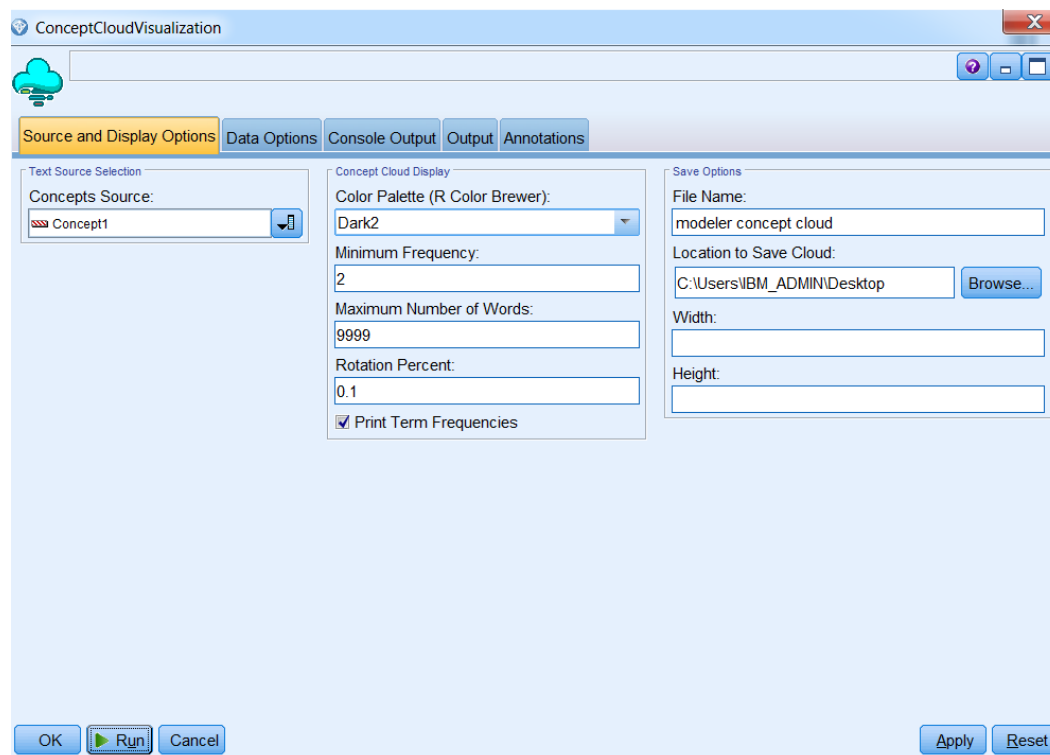 ConceptCloudVisualization
Source and Display Options Data Options Console Output Output Annotations
Text Source Selection
Concepts Source:
Concept1
Concept Cloud Display
Color Palette (R Color Brewer):
Dark2
Minimum Frequency:
2
Maximum Number of Words:
9999
Rotation Percent:
0.1
Print Term Frequencies
Save Options
File Name:
modeler concept cloud
Location to Save Cloud:
C:\Users\IBM_ADMIN\Desktop Browse...
Width:
Height:
OK Run Cancel Apply Reset